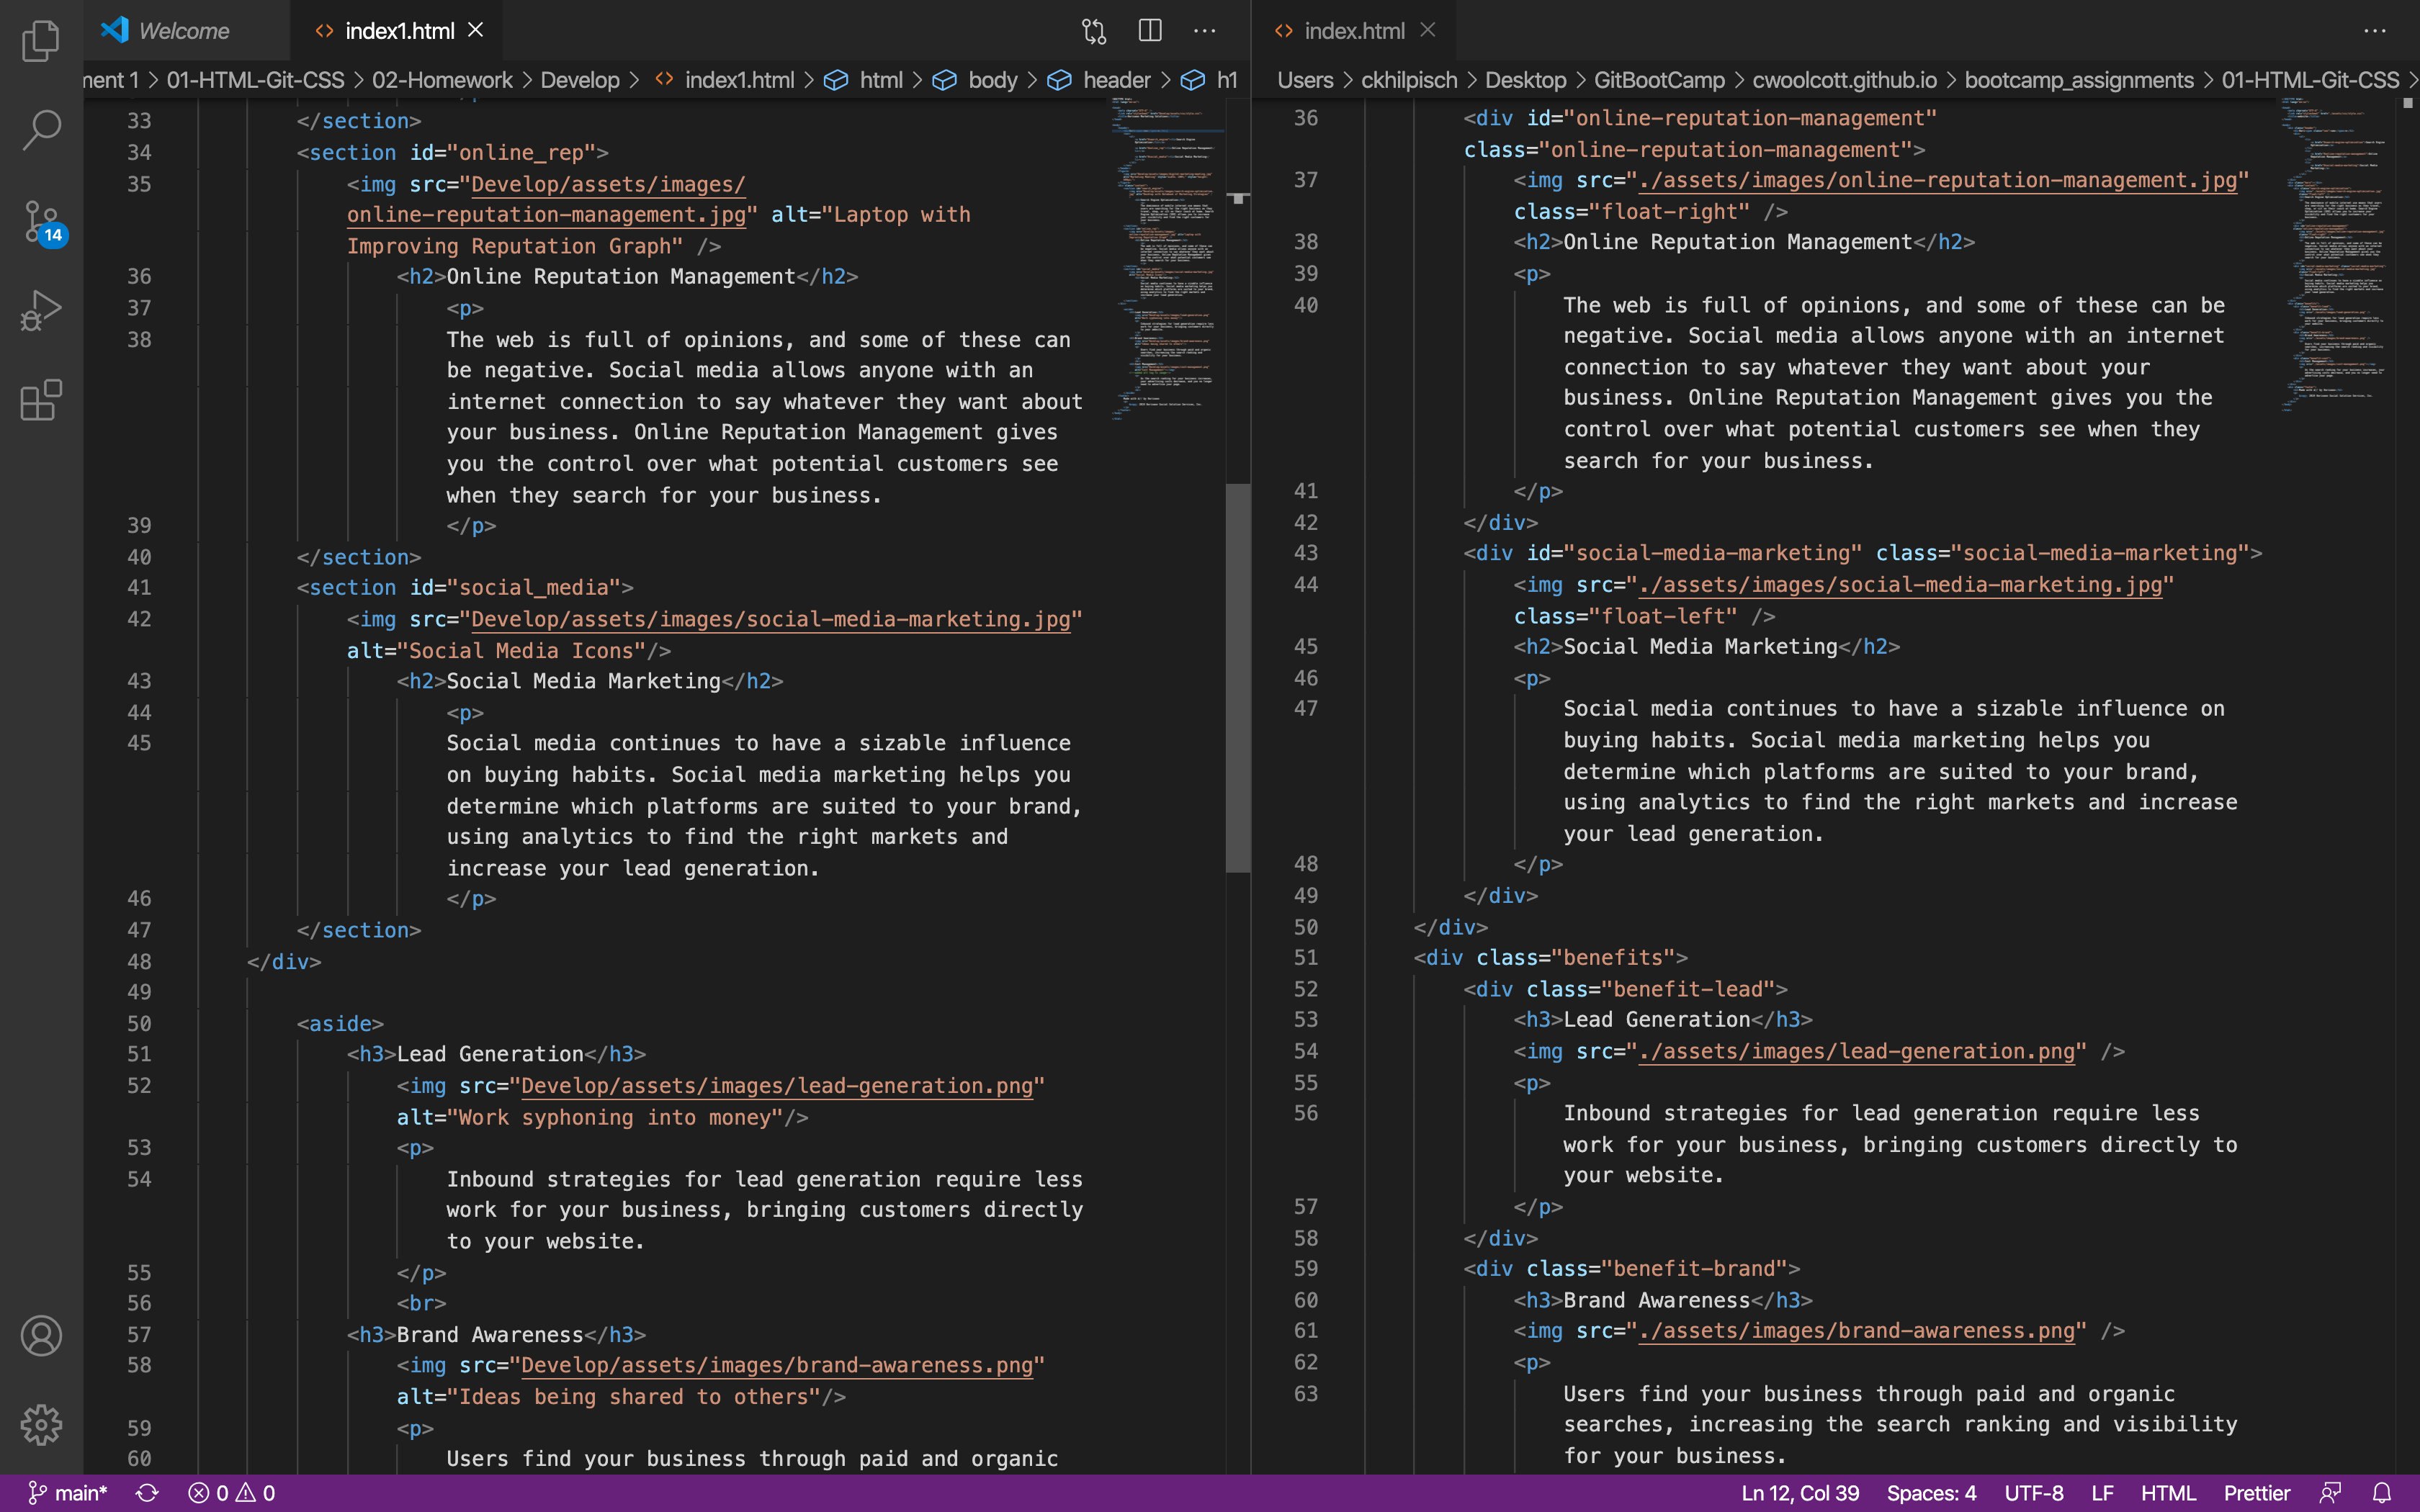 Welcome
index1.html
ment 1 > 01-HTML-Git-CSS > 02-Homework > Develop > index1.html > html > body > header > h1
33 </section>
34 <section id="online_rep">
35 <img src="Develop/assets/images/
online-reputation-management.jpg" alt="Laptop with
Improving Reputation Graph" />
36 <h2>Online Reputation Management</h2>
37 <p>
38 The web is full of opinions, and some of these can
be negative. Social media allows anyone with an
internet connection to say whatever they want about
your business. Online Reputation Management gives
you the control over what potential customers see
when they search for your business.
39 </p>
40 </section>
41 <section id="social_media">
42 <img src="Develop/assets/images/social-media-marketing.jpg"
alt="Social Media Icons"/>
43 <h2>Social Media Marketing</h2>
44 <p>
45 Social media continues to have a sizable influence
on buying habits. Social media marketing helps you
determine which platforms are suited to your brand,
using analytics to find the right markets and
increase your lead generation.
46 </p>
47 </section>
48 </div>
49
50 <aside>
51 <h3>Lead Generation</h3>
52 <img src="Develop/assets/images/lead-generation.png"
alt="Work syphoning into money"/>
53 <p>
54 Inbound strategies for lead generation require less
work for your business, bringing customers directly
to your website.
55 </p>
56 <br>
57 <h3>Brand Awareness</h3>
58 <img src="Develop/assets/images/brand-awareness.png"
alt="Ideas being shared to others"/>
59 <p>
60 Users find your business through paid and organic
index.html
Users > ckhilpisch > Desktop > GitBootCamp > cwoolcott.github.io > bootcamp_assignments > 01-HTML-Git-CSS >
36 <div id="online-reputation-management"
class="online-reputation-management">
37 <img src="./assets/images/online-reputation-management.jpg"
class="float-right" />
38 <h2>Online Reputation Management</h2>
39 <p>
40 The web is full of opinions, and some of these can be
negative. Social media allows anyone with an internet
connection to say whatever they want about your
business. Online Reputation Management gives you the
control over what potential customers see when they
search for your business.
41 </p>
42 </div>
43 <div id="social-media-marketing" class="social-media-marketing">
44 <img src="./assets/images/social-media-marketing.jpg"
class="float-left" />
45 <h2>Social Media Marketing</h2>
46 <p>
47 Social media continues to have a sizable influence on
buying habits. Social media marketing helps you
determine which platforms are suited to your brand,
using analytics to find the right markets and increase
your lead generation.
48 </p>
49 </div>
50 </div>
51 <div class="benefits">
52 <div class="benefit-lead">
53 <h3>Lead Generation</h3>
54 <img src="./assets/images/lead-generation.png" />
55 <p>
56 Inbound strategies for lead generation require less
work for your business, bringing customers directly to
your website.
57 </p>
58 </div>
59 <div class="benefit-brand">
60 <h3>Brand Awareness</h3>
61 <img src="./assets/images/brand-awareness.png" />
62 <p>
63 Users find your business through paid and organic
searches, increasing the search ranking and visibility
for your business.
14
main* 0 0 Ln 12, Col 39 Spaces: 4 UTF-8 LF HTML Prettier